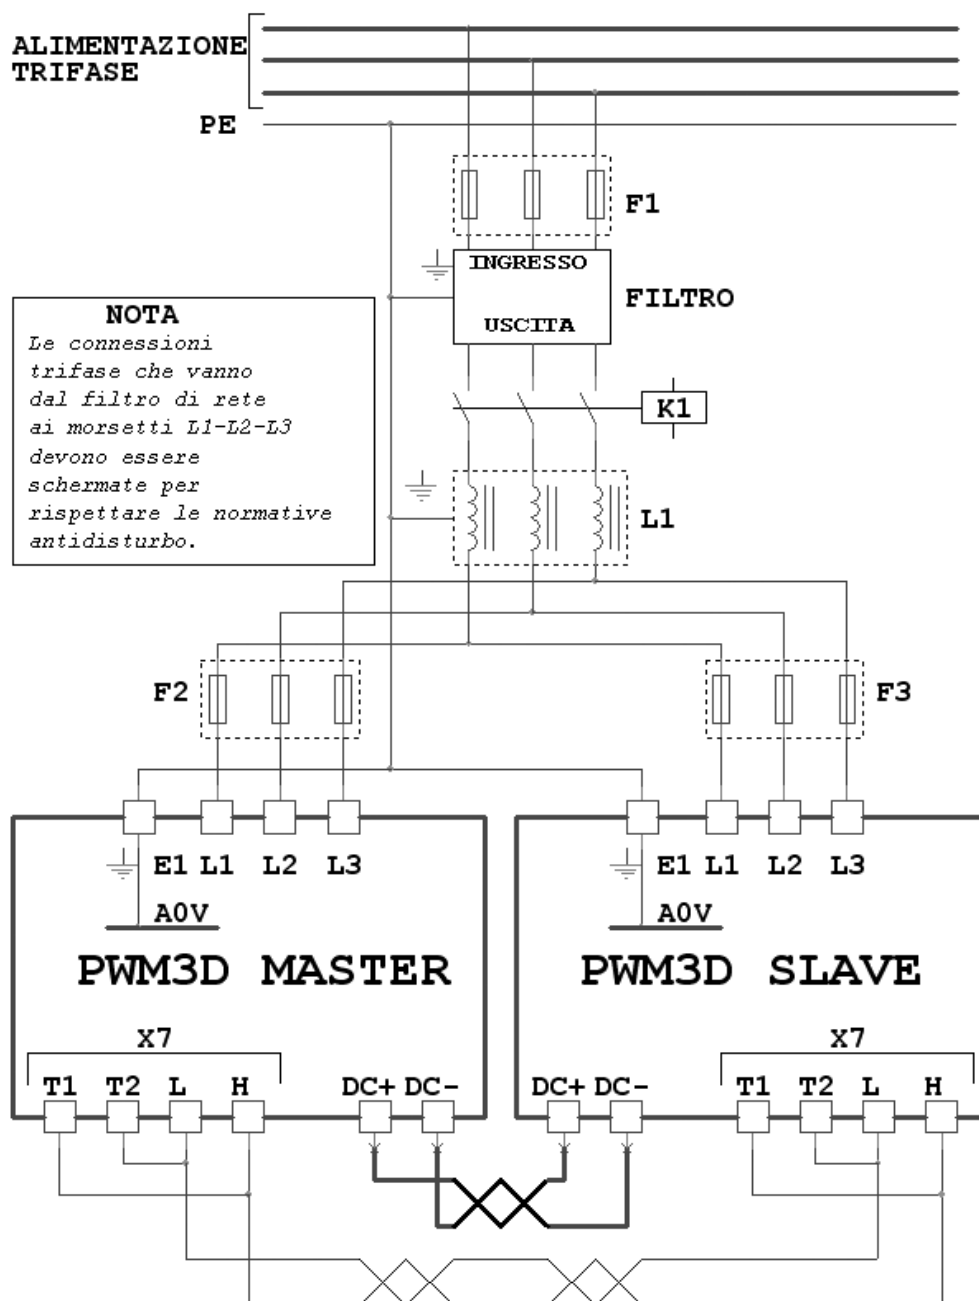 ALIMENTAZIONE
TRIFASE
PE
F1
INGRESSO
FILTRO
USCITA
NOTA
Le connessioni
trifase che vanno
dal filtro di rete
ai morsetti L1-L2-L3
devono essere
schermate per
rispettare le normative
antidisturbo.
K1
L1
F2
F3
E1 L1 L2 L3
E1 L1 L2 L3
A0V
A0V
PWM3D MASTER
PWM3D SLAVE
X7
X7
T1 T2 L H DC+ DC-
DC+ DC- T1 T2 L H